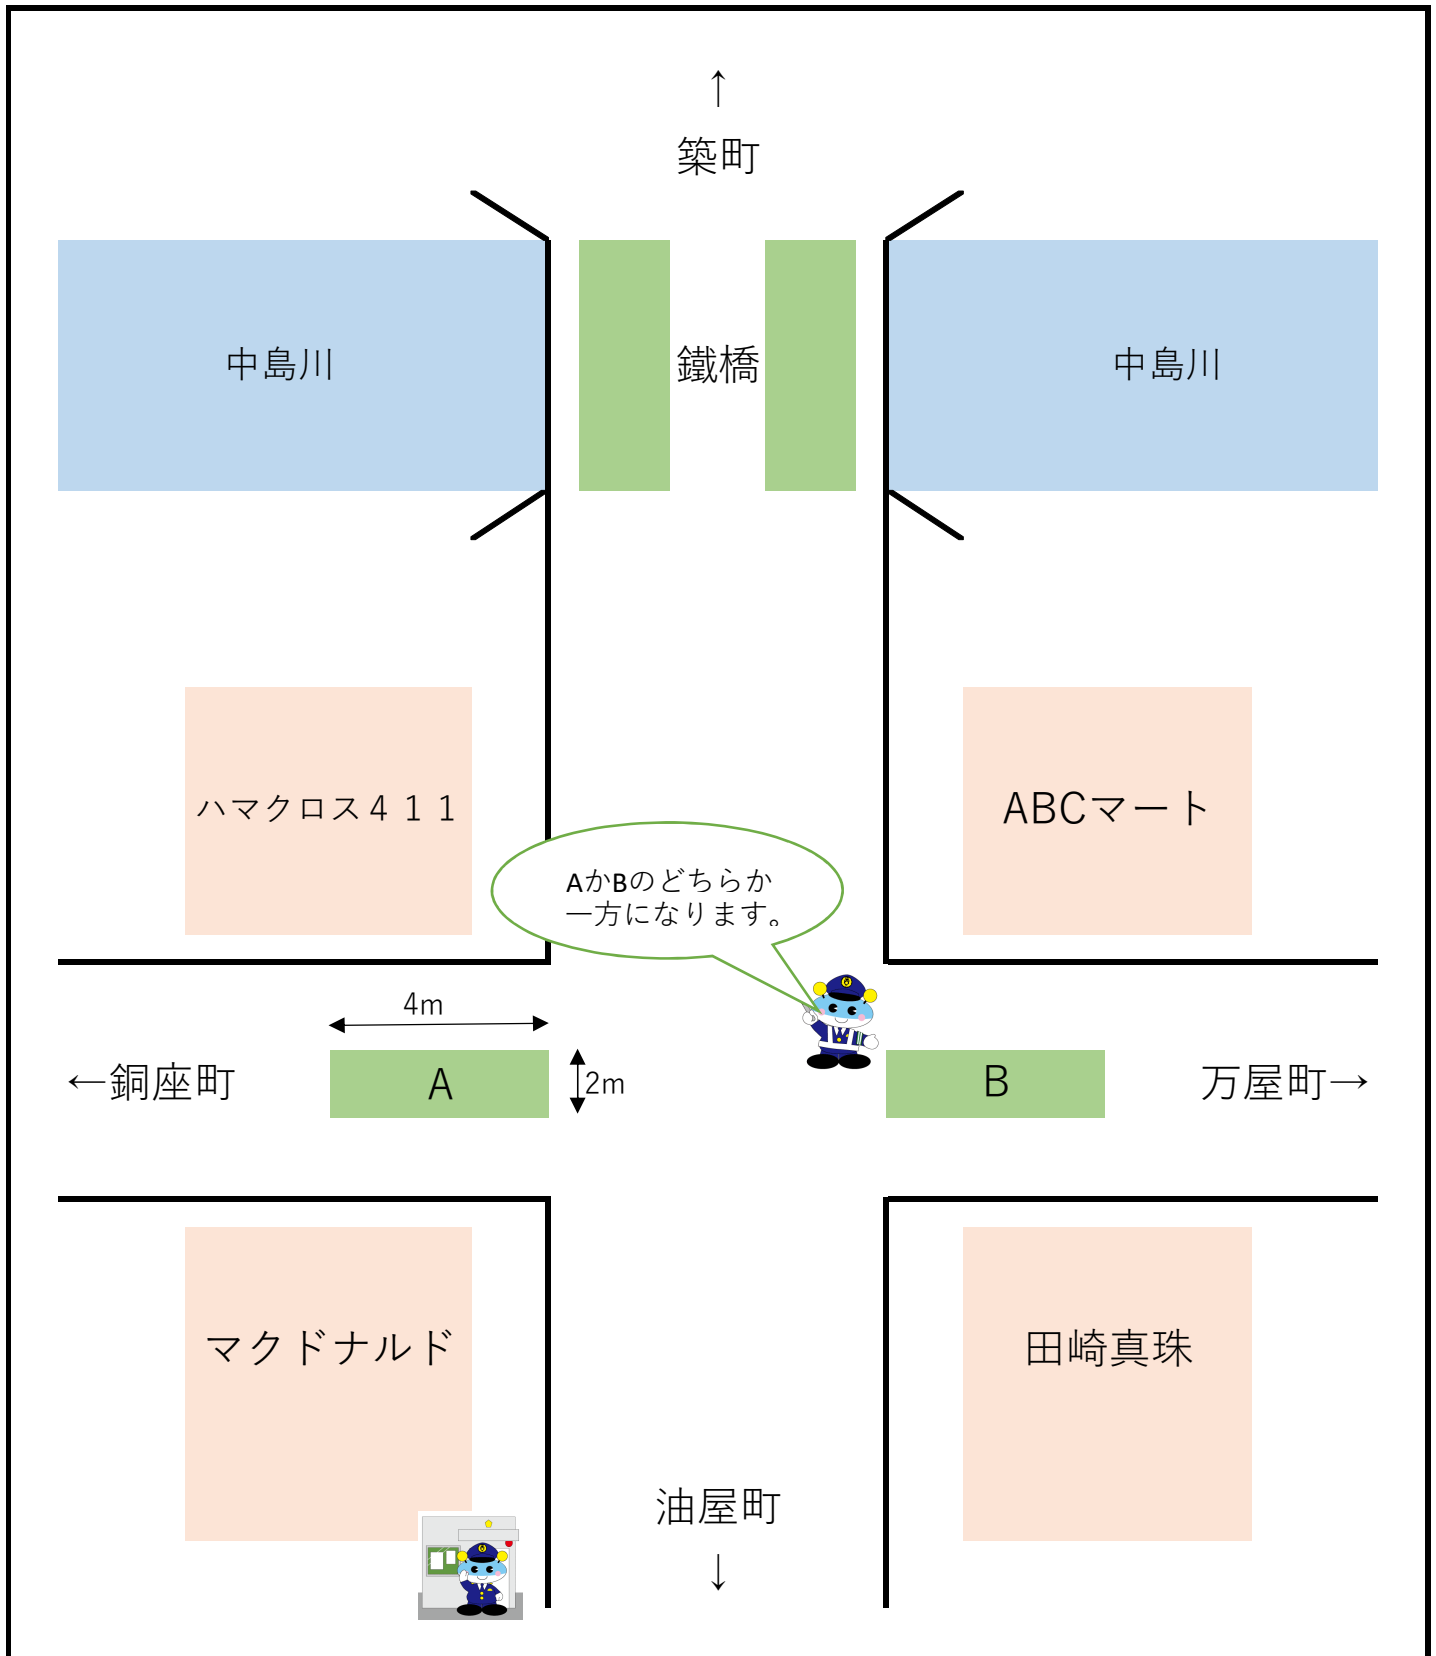 ↑
築町
中島川
鐵橋
中島川
ハマクロス４１１
ABCマート
AかBのどちらか
一方になります。
4m
←銅座町
A
2m
B
万屋町→
マクドナルド
田崎真珠
油屋町
↓